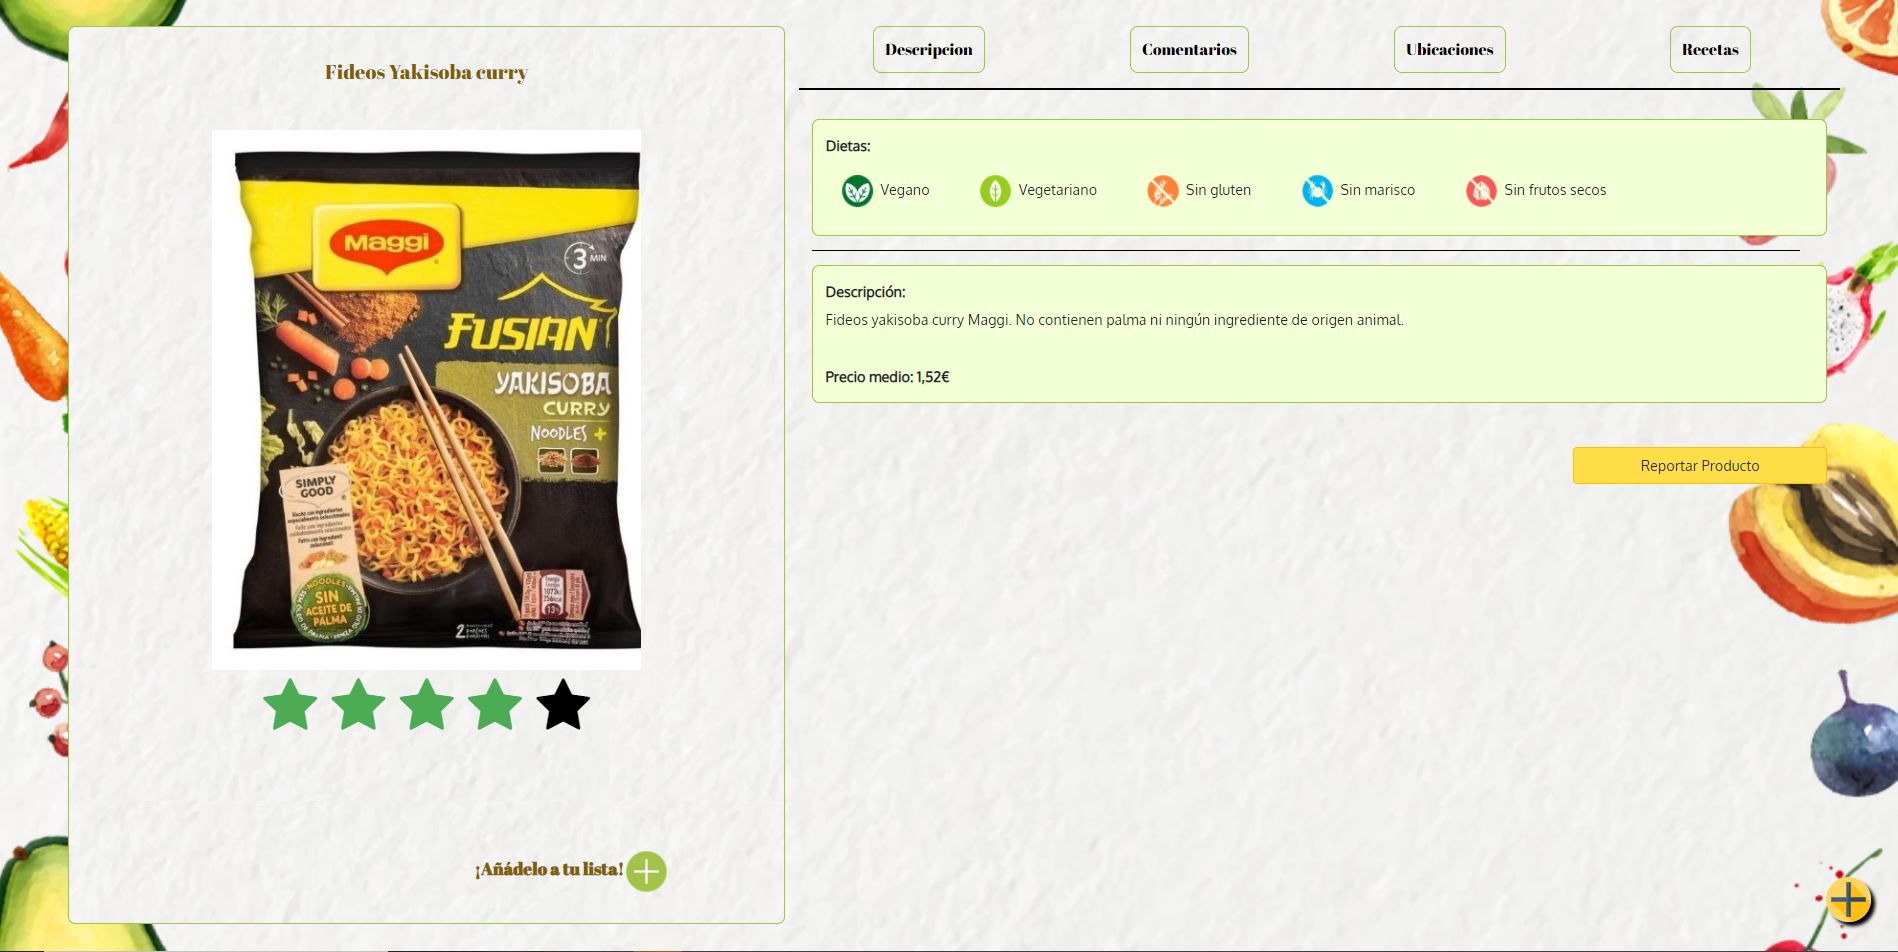 Fideos Yakisoba curry
Maggi
3 MIN
FUSIAN
YAKISOBA
CURRY
NOODLES +
SIMPLY
GOOD
NOODLES
SIN
ACEITE DE
PALMA
2
¡Añádelo a tu lista!
Descripcion
Comentarios
Ubicaciones
Recetas
Dietas:
Vegano
Vegetariano
Sin gluten
Sin marisco
Sin frutos secos
Descripción:
Fideos yakisoba curry Maggi. No contienen palma ni ningún ingrediente de origen animal.
Precio medio: 1,52€
Reportar Producto